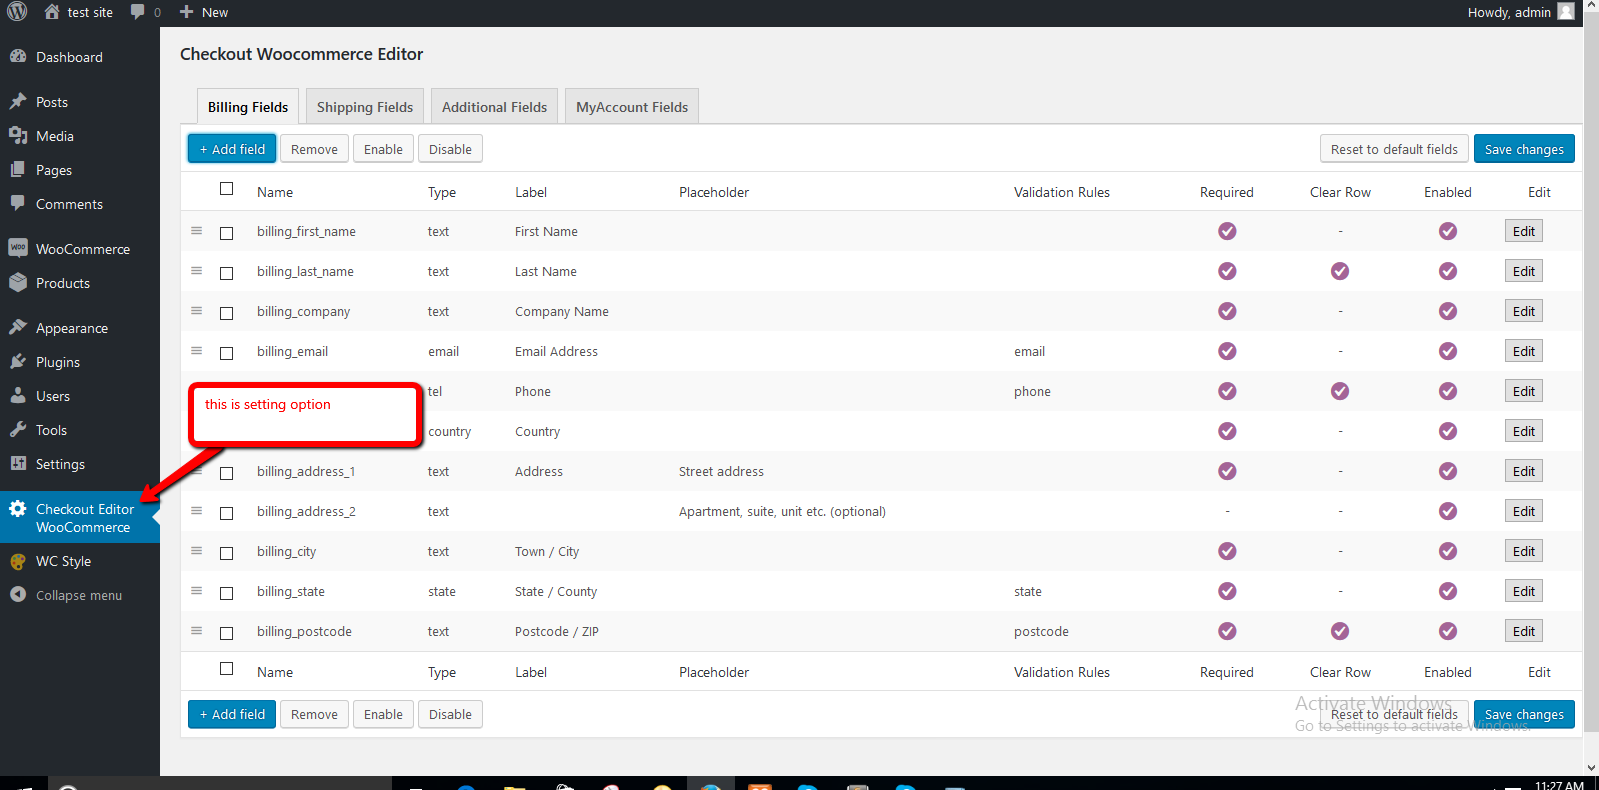 test site 0 + New Howdy, admin
Dashboard
Posts
Media
Pages
Comments
WooCommerce
Products
Appearance
Plugins
Users
Tools
Settings
Checkout Editor
WooCommerce
WC Style
Collapse menu
Checkout Woocommerce Editor
Billing Fields Shipping Fields Additional Fields MyAccount Fields
+ Add field Remove Enable Disable Reset to default fields Save changes
Name Type Label Placeholder Validation Rules Required Clear Row Enabled Edit
billing_first_name text First Name - Edit
billing_last_name text Last Name Edit
billing_company text Company Name - Edit
billing_email email Email Address email - Edit
this is setting option
tel Phone phone Edit
country Country - Edit
billing_address_1 text Address Street address - Edit
billing_address_2 text Apartment, suite, unit etc. (optional) - - Edit
billing_city text Town / City - Edit
billing_state state State / County state - Edit
billing_postcode text Postcode / ZIP postcode Edit
Name Type Label Placeholder Validation Rules Required Clear Row Enabled Edit
+ Add field Remove Enable Disable Reset to default fields Save changes
Activate Windows
Go to Settings to activate Windows.
11:27 AM